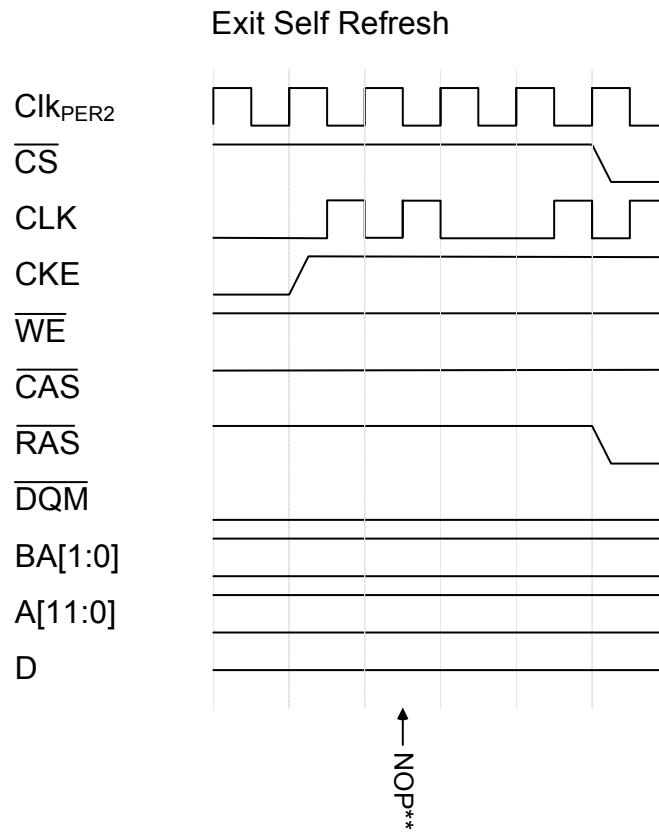 Exit Self Refresh
ClkPER2
CS
CLK
CKE
WE
CAS
RAS
DQM
BA[1:0]
A[11:0]
D
NOP**